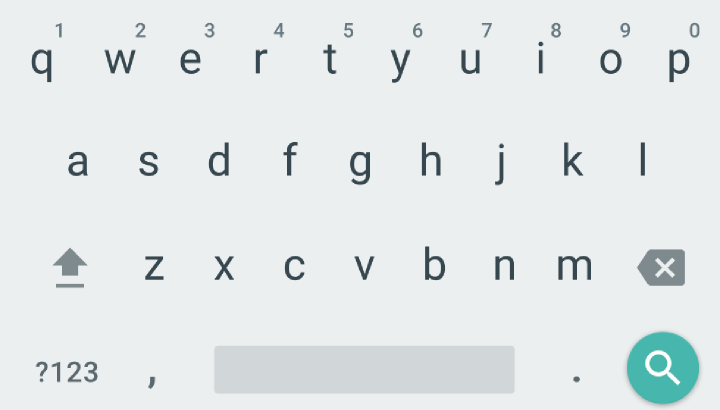 1 2 3 4 5 6 7 8 9 0
q w e r t y u i o p
a s d f g h j k l
z x c v b n m
?123 , .